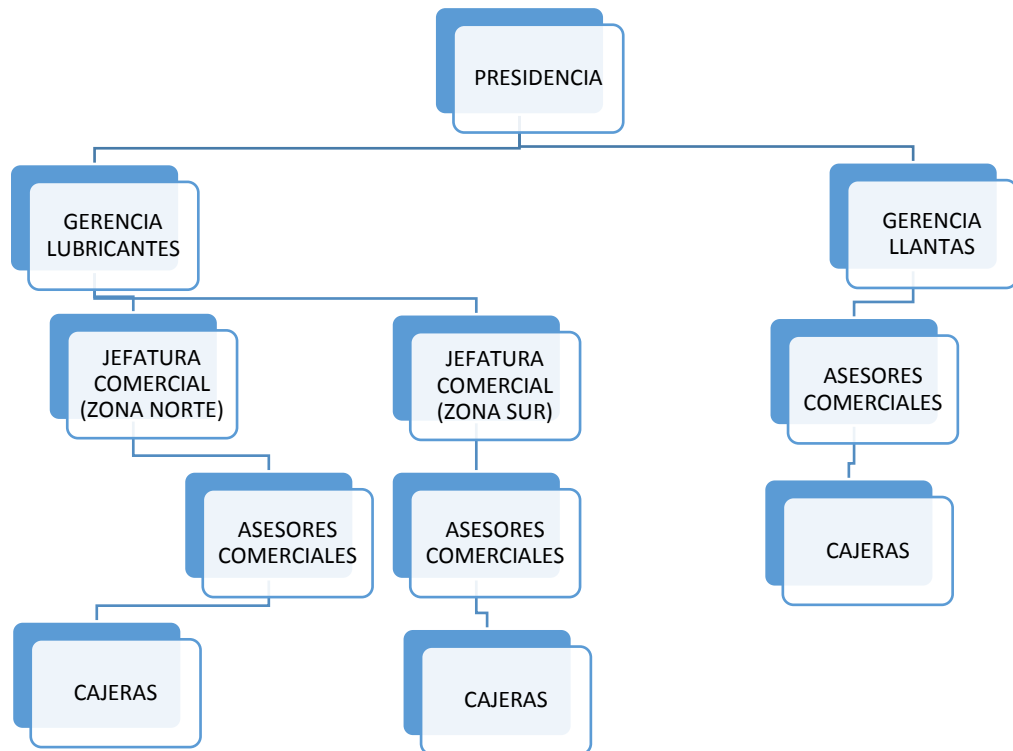 PRESIDENCIA
GERENCIA
LUBRICANTES
GERENCIA
LLANTAS
JEFATURA
COMERCIAL
(ZONA NORTE)
JEFATURA
COMERCIAL
(ZONA SUR)
ASESORES
COMERCIALES
ASESORES
COMERCIALES
ASESORES
COMERCIALES
CAJERAS
CAJERAS
CAJERAS